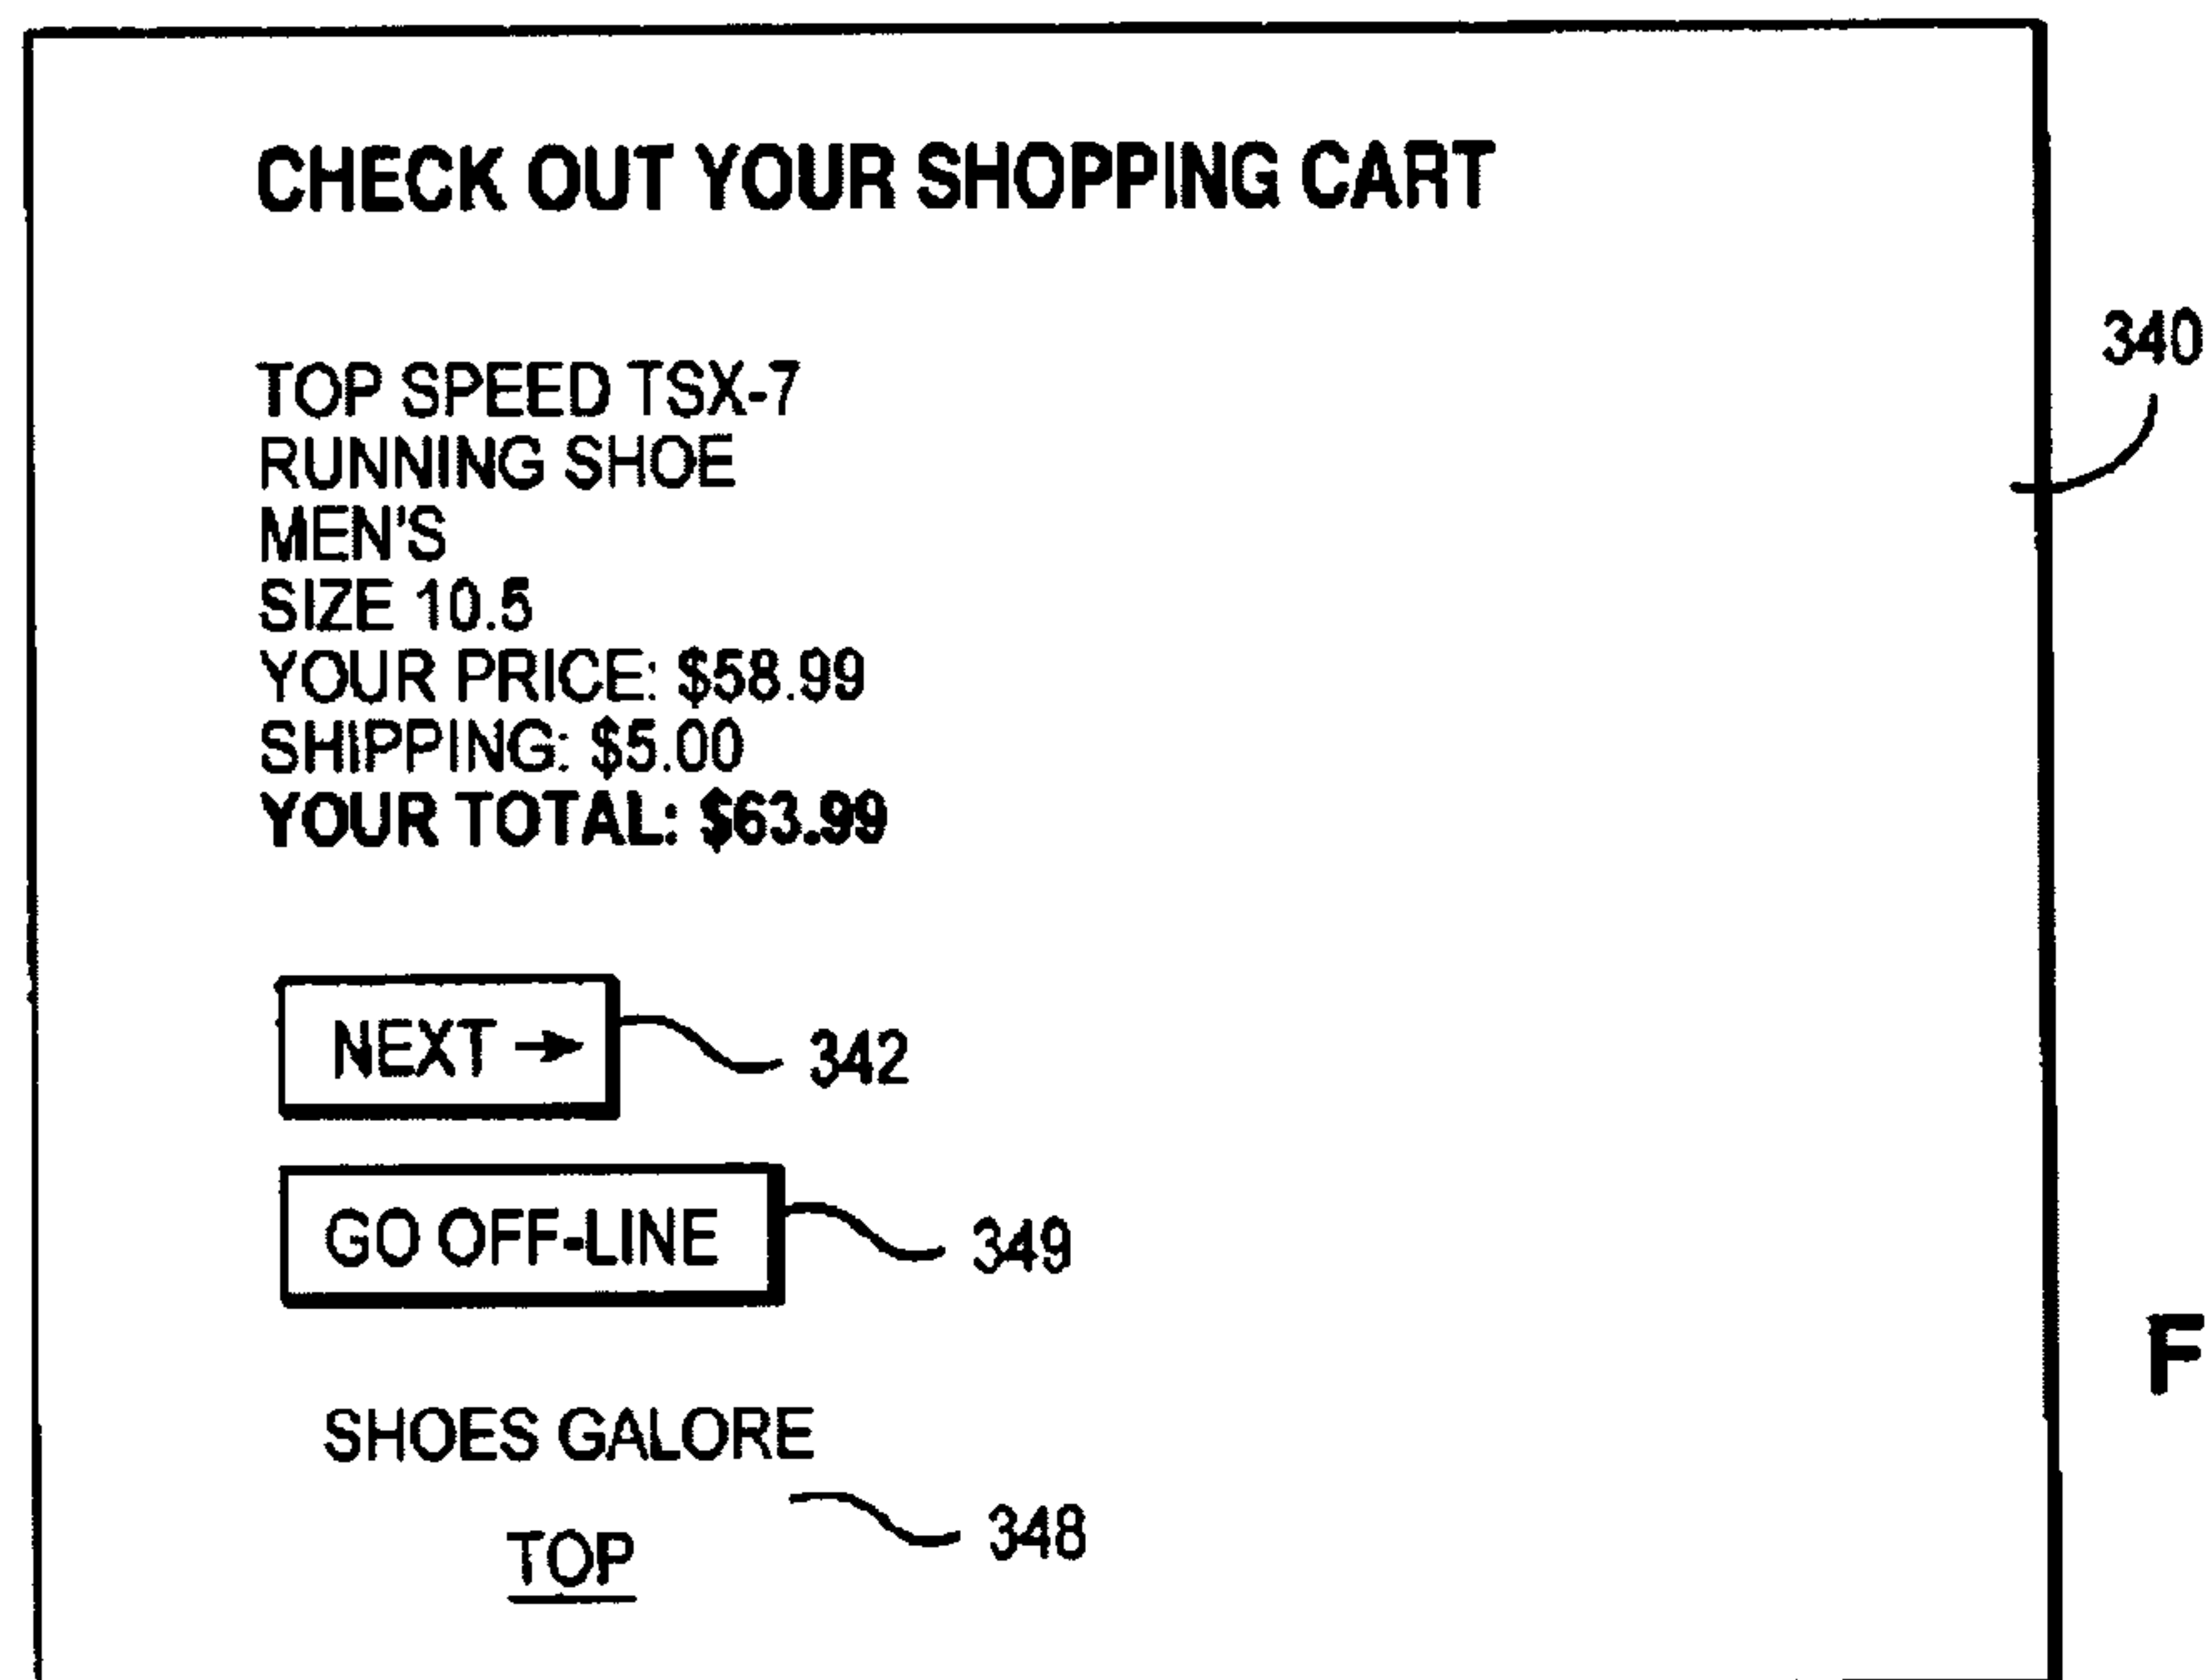 CHECK OUT YOUR SHOPPING CART
340
TOP SPEED TSX-7
RUNNING SHOE
MEN'S
SIZE 10.5
YOUR PRICE: $58.99
SHIPPING: $5.00
YOUR TOTAL: $63.99
NEXT →
342
GO OFF-LINE
349
F
SHOES GALORE
348
TOP